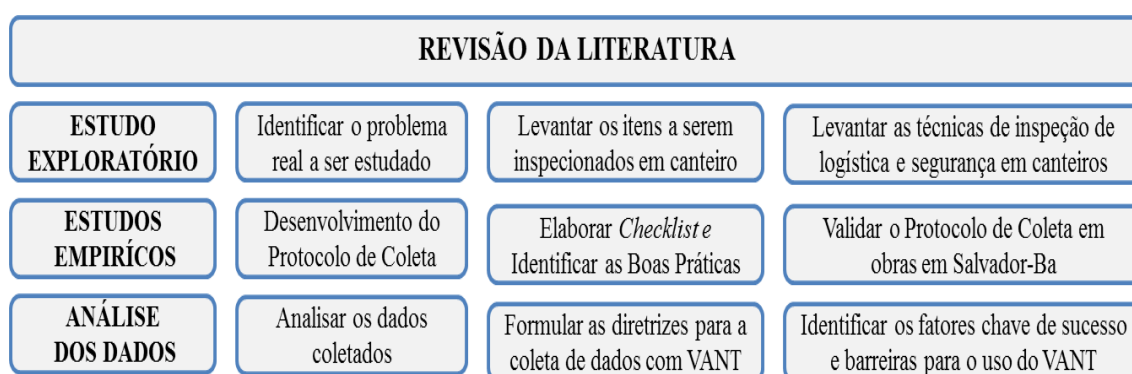 REVISÃO DA LITERATURA
ESTUDO
EXPLORATÓRIO
Identificar o problema
real a ser estudado
Levantar os itens a serem
inspecionados em canteiro
Levantar as técnicas de inspeção de
logística e segurança em canteiros
ESTUDOS
EMPIRÍCOS
Desenvolvimento do
Protocolo de Coleta
Elaborar Checklist e
Identificar as Boas Práticas
Validar o Protocolo de Coleta em
obras em Salvador-Ba
ANÁLISE
DOS DADOS
Analisar os dados
coletados
Formular as diretrizes para a
coleta de dados com VANT
Identificar os fatores chave de sucesso
e barreiras para o uso do VANT